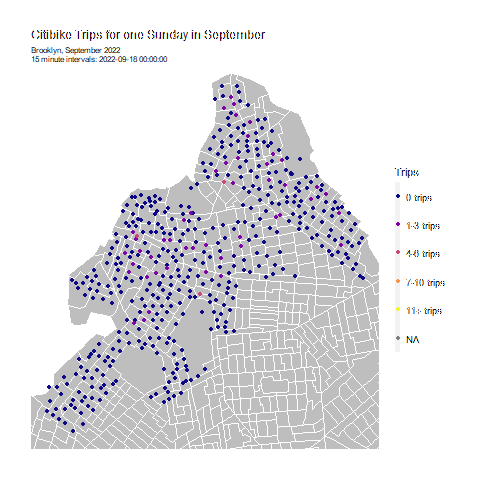 Citibike Trips for one Sunday in September
Brooklyn, September 2022
15 minute intervals: 2022-09-18 00:00:00
Trips
0 trips
1-3 trips
4-6 trips
7-10 trips
11+ trips
NA